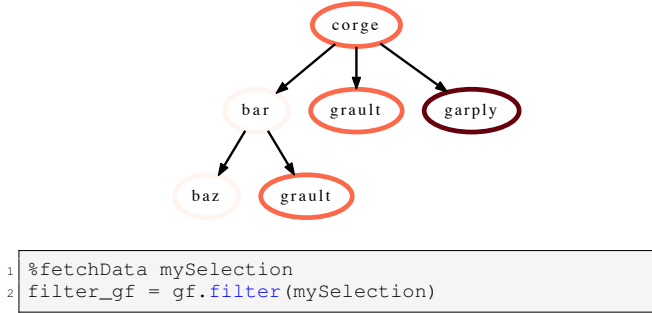 corge
bar grault garply
baz grault
1 %fetchData mySelection
2 filter_gf = gf.filter(mySelection)